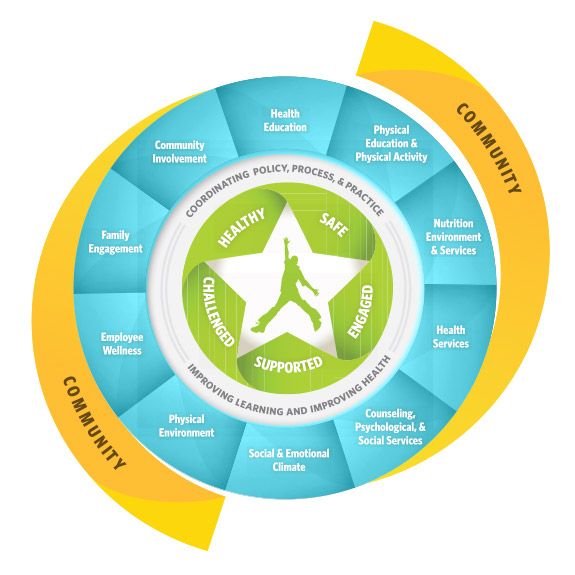 COMMUNITY
Health
Education
Physical
Education &
Physical Activity
Nutrition
Environment
& Services
Health
Services
Counseling,
Psychological, &
Social Services
Social & Emotional
Climate
Physical
Environment
Employee
Wellness
Family
Engagement
Community
Involvement
COORDINATING POLICY, PROCESS, & PRACTICE
HEALTHY
SAFE
ENGAGED
SUPPORTED
CHALLENGED
IMPROVING LEARNING AND IMPROVING HEALTH
COMMUNITY